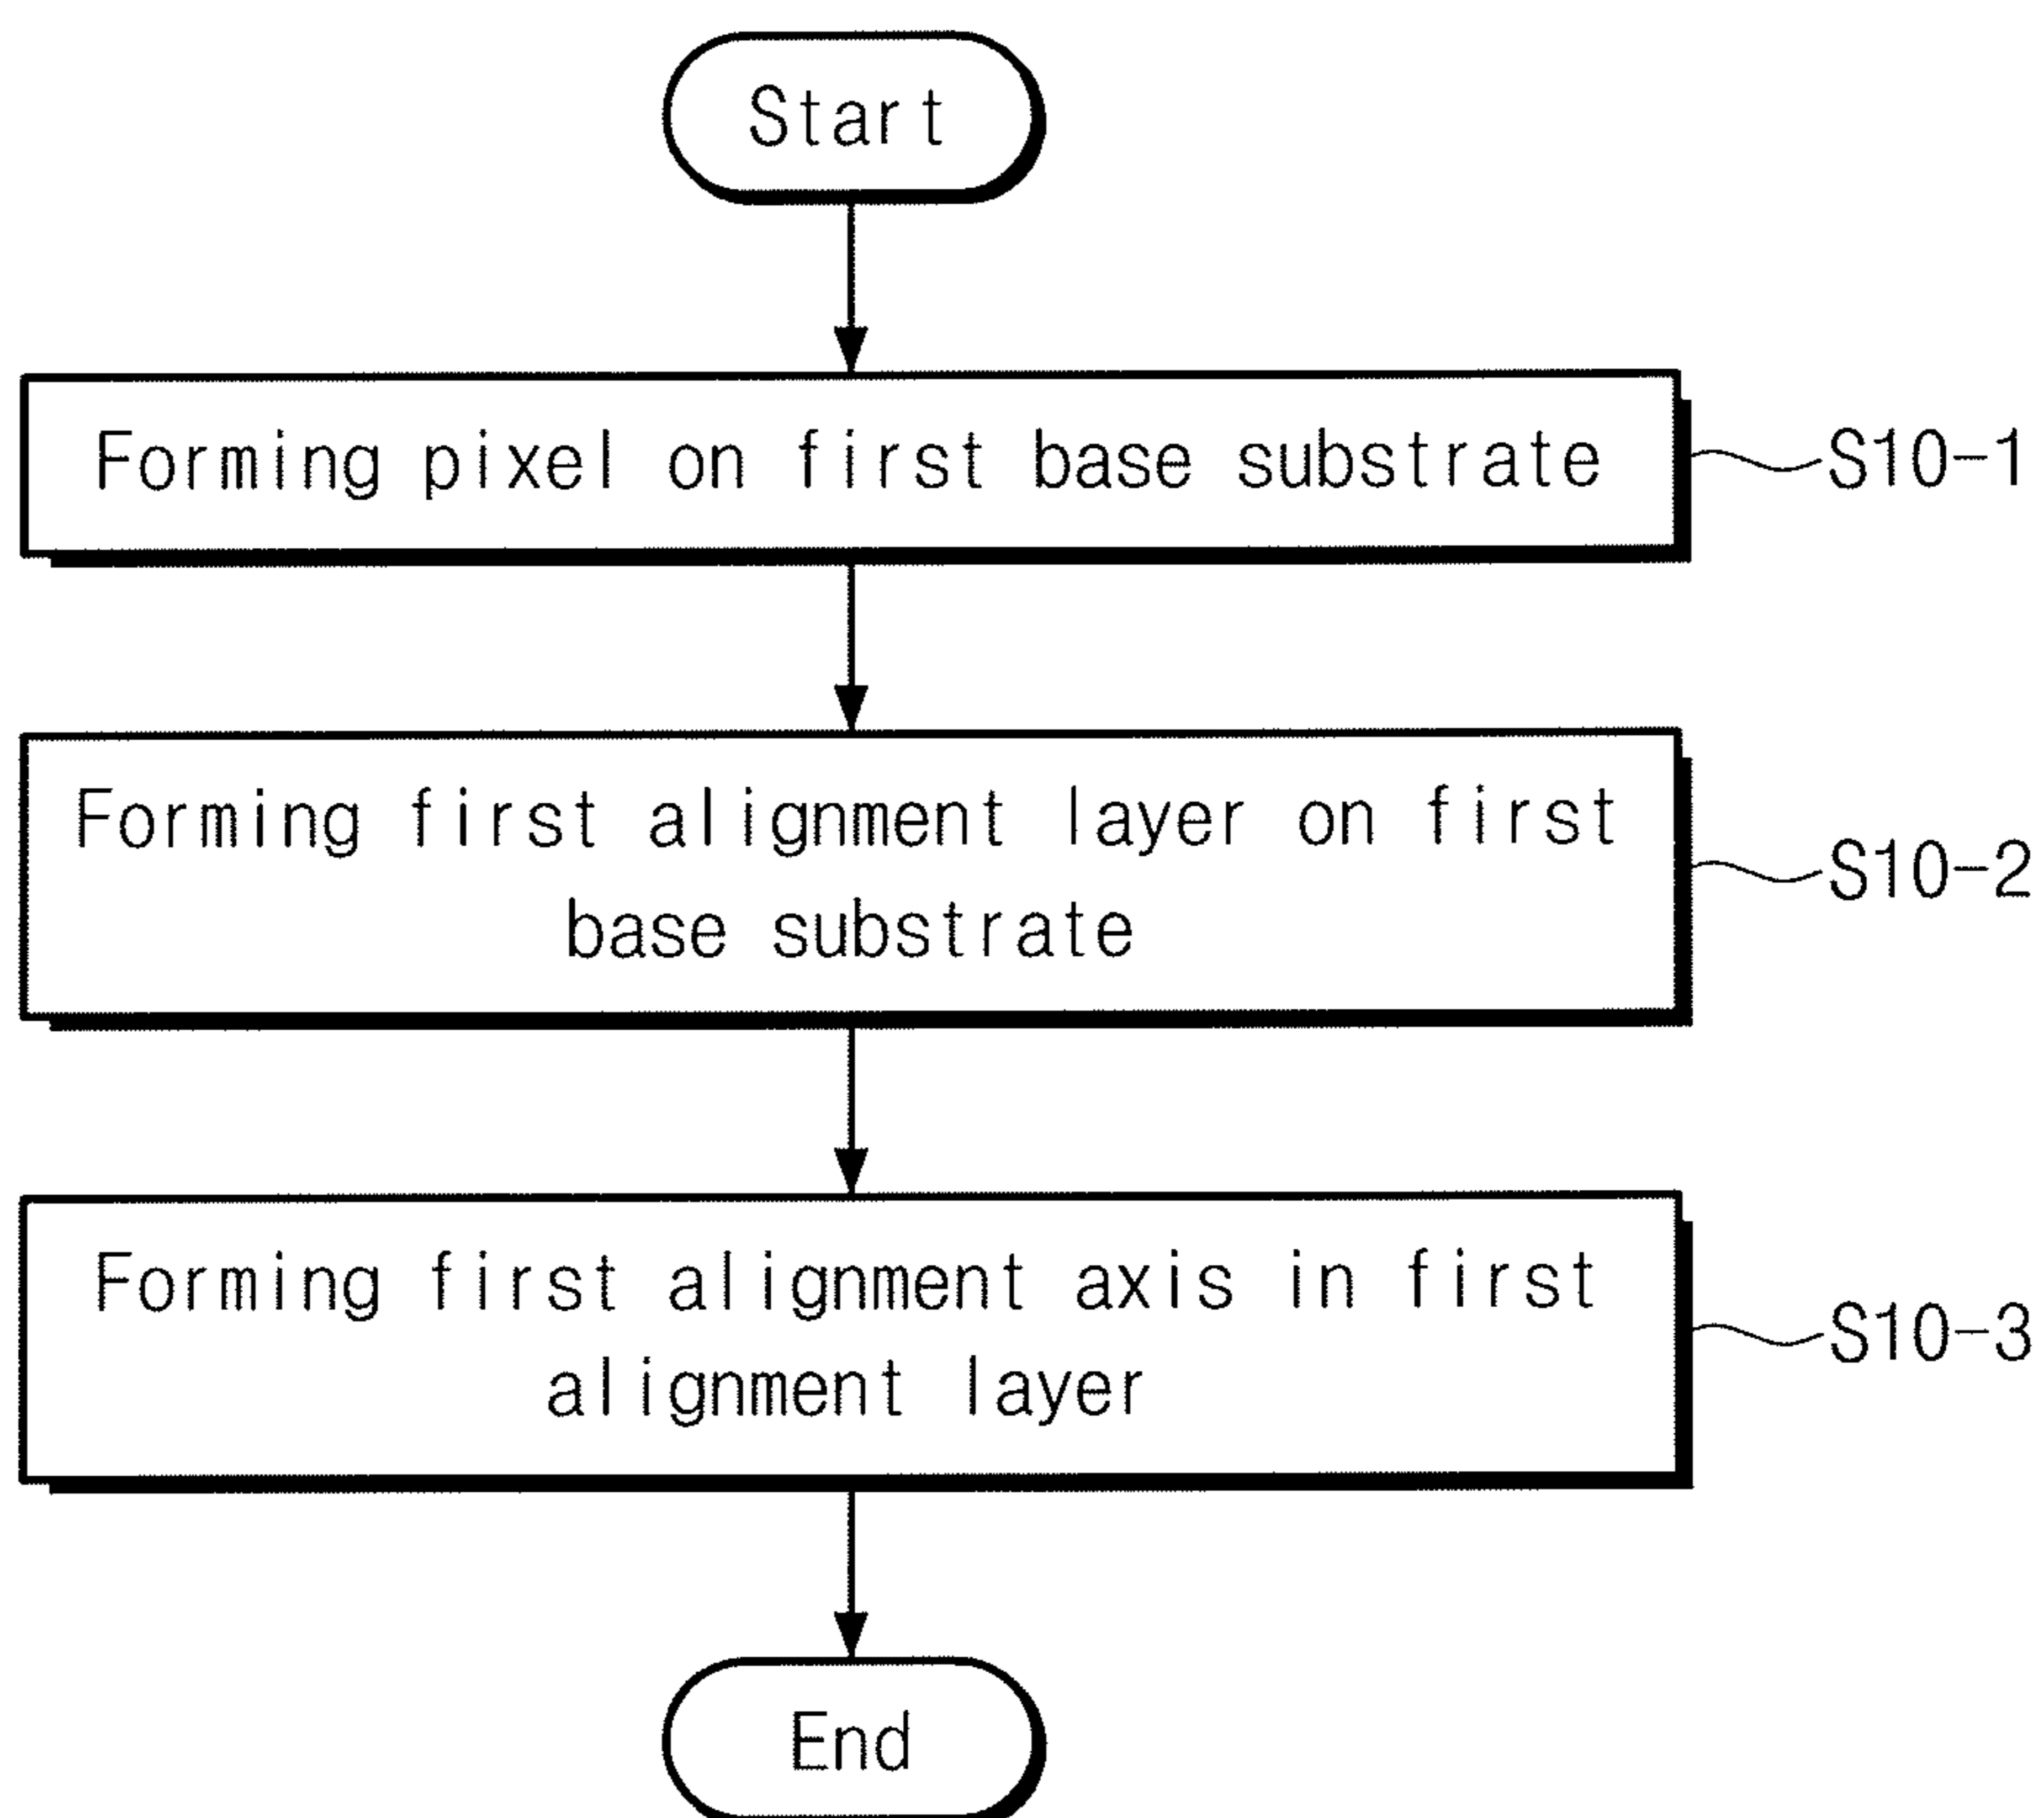 Start
Forming pixel on first base substrate
S10-1
Forming first alignment layer on first
base substrate
S10-2
Forming first alignment axis in first
alignment layer
S10-3
End